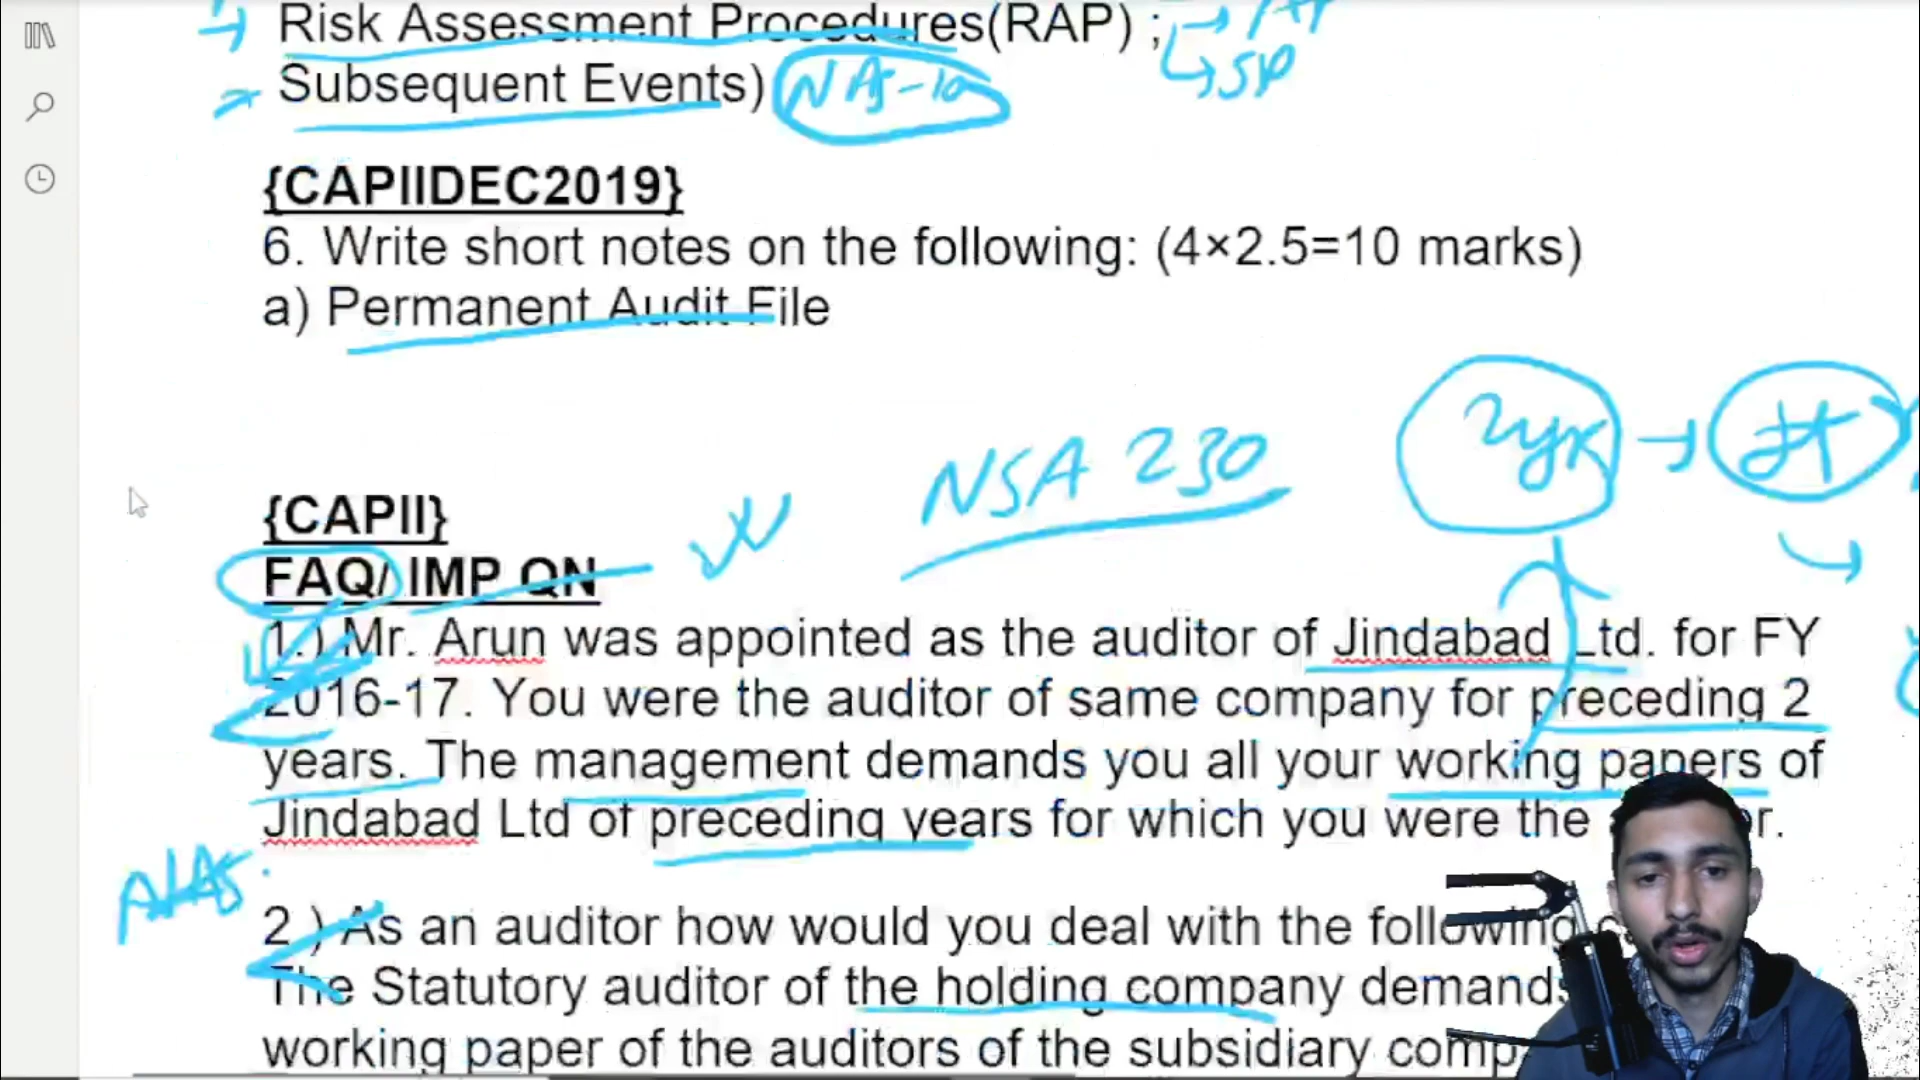 Risk Assessment Procedures(RAP) ;
Subsequent Events) NAS-10
{CAPIIDEC2019}
6. Write short notes on the following: (4×2.5=10 marks)
a) Permanent Audit File
NSA 230
{CAPII}
FAQ/ IMP QN
1.) Mr. Arun was appointed as the auditor of Jindabad Ltd. for FY
2016-17. You were the auditor of same company for preceding 2
years. The management demands you all your working papers of
Jindabad Ltd of preceding years for which you were the
2.) As an auditor how would you deal with the following
The Statutory auditor of the holding company demands
working paper of the auditors of the subsidiary comp